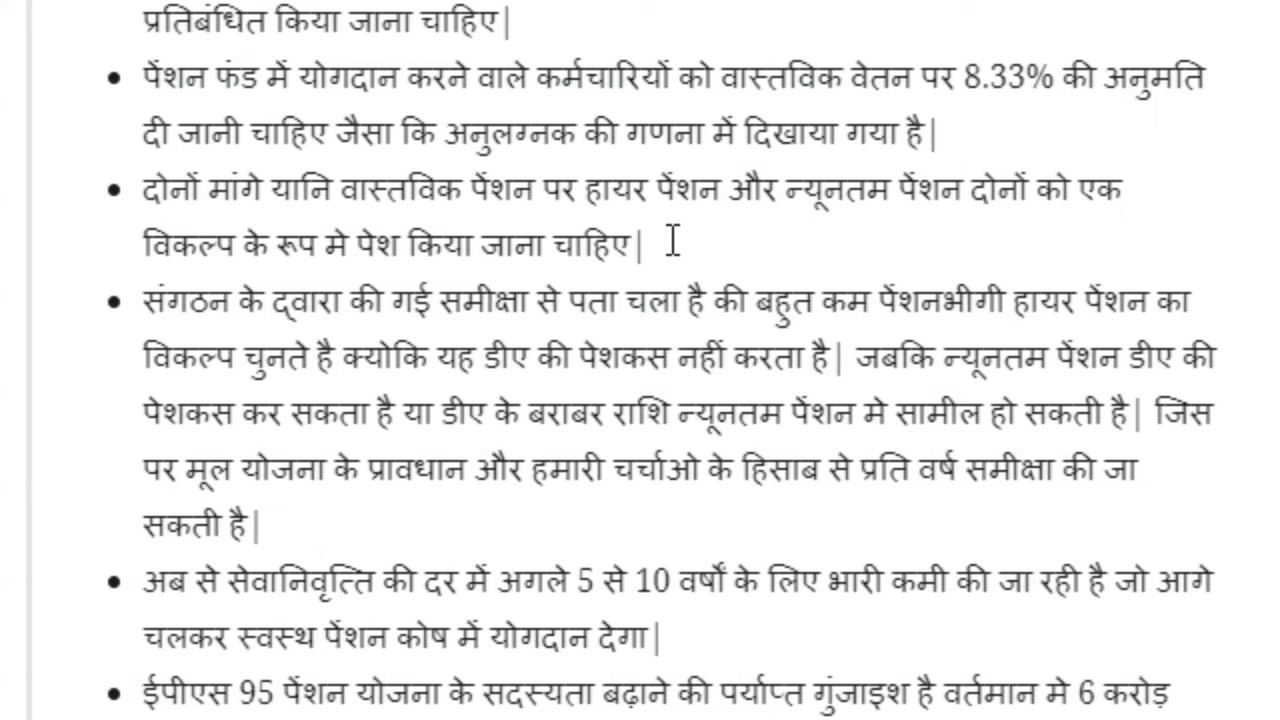 प्रतिबंधित किया जाना चाहिए|
• पेंशन फंड में योगदान करने वाले कर्मचारियों को वास्तविक वेतन पर 8.33% की अनुमति
दी जानी चाहिए जैसा कि अनुलग्नक की गणना में दिखाया गया है|
• दोनों मांगे यानि वास्तविक पेंशन पर हायर पेंशन और न्यूनतम पेंशन दोनों को एक
विकल्प के रूप मे पेश किया जाना चाहिए|
• संगठन के द्वारा की गई समीक्षा से पता चला है की बहुत कम पेंशनभीगी हायर पेंशन का
विकल्प चुनते है क्योकि यह डीए की पेशकस नहीं करता है| जबकि न्यूनतम पेंशन डीए की
पेशकस कर सकता है या डीए के बराबर राशि न्यूनतम पेंशन मे सामील हो सकती है| जिस
पर मूल योजना के प्रावधान और हमारी चर्चाओ के हिसाब से प्रति वर्ष समीक्षा की जा
सकती है|
• अब से सेवानिवृत्ति की दर में अगले 5 से 10 वर्षों के लिए भारी कमी की जा रही है जो आगे
चलकर स्वस्थ पेंशन कोष में योगदान देगा|
• ईपीएस 95 पेंशन योजना के सदस्यता बढ़ाने की पर्याप्त गुंजाइश है वर्तमान मे 6 करोड़